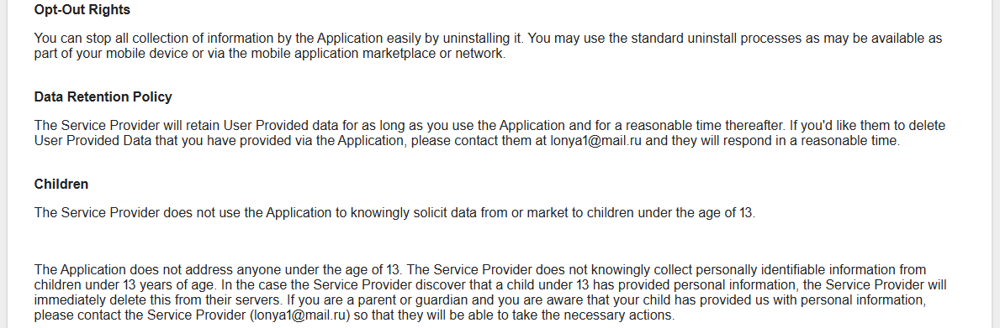 Opt-Out Rights
You can stop all collection of information by the Application easily by uninstalling it. You may use the standard uninstall processes as may be available as
part of your mobile device or via the mobile application marketplace or network.
Data Retention Policy
The Service Provider will retain User Provided data for as long as you use the Application and for a reasonable time thereafter. If you'd like them to delete
User Provided Data that you have provided via the Application, please contact them at lonya1@mail.ru and they will respond in a reasonable time.
Children
The Service Provider does not use the Application to knowingly solicit data from or market to children under the age of 13.
The Application does not address anyone under the age of 13. The Service Provider does not knowingly collect personally identifiable information from
children under 13 years of age. In the case the Service Provider discover that a child under 13 has provided personal information, the Service Provider will
immediately delete this from their servers. If you are a parent or guardian and you are aware that your child has provided us with personal information,
please contact the Service Provider (lonya1@mail.ru) so that they will be able to take the necessary actions.